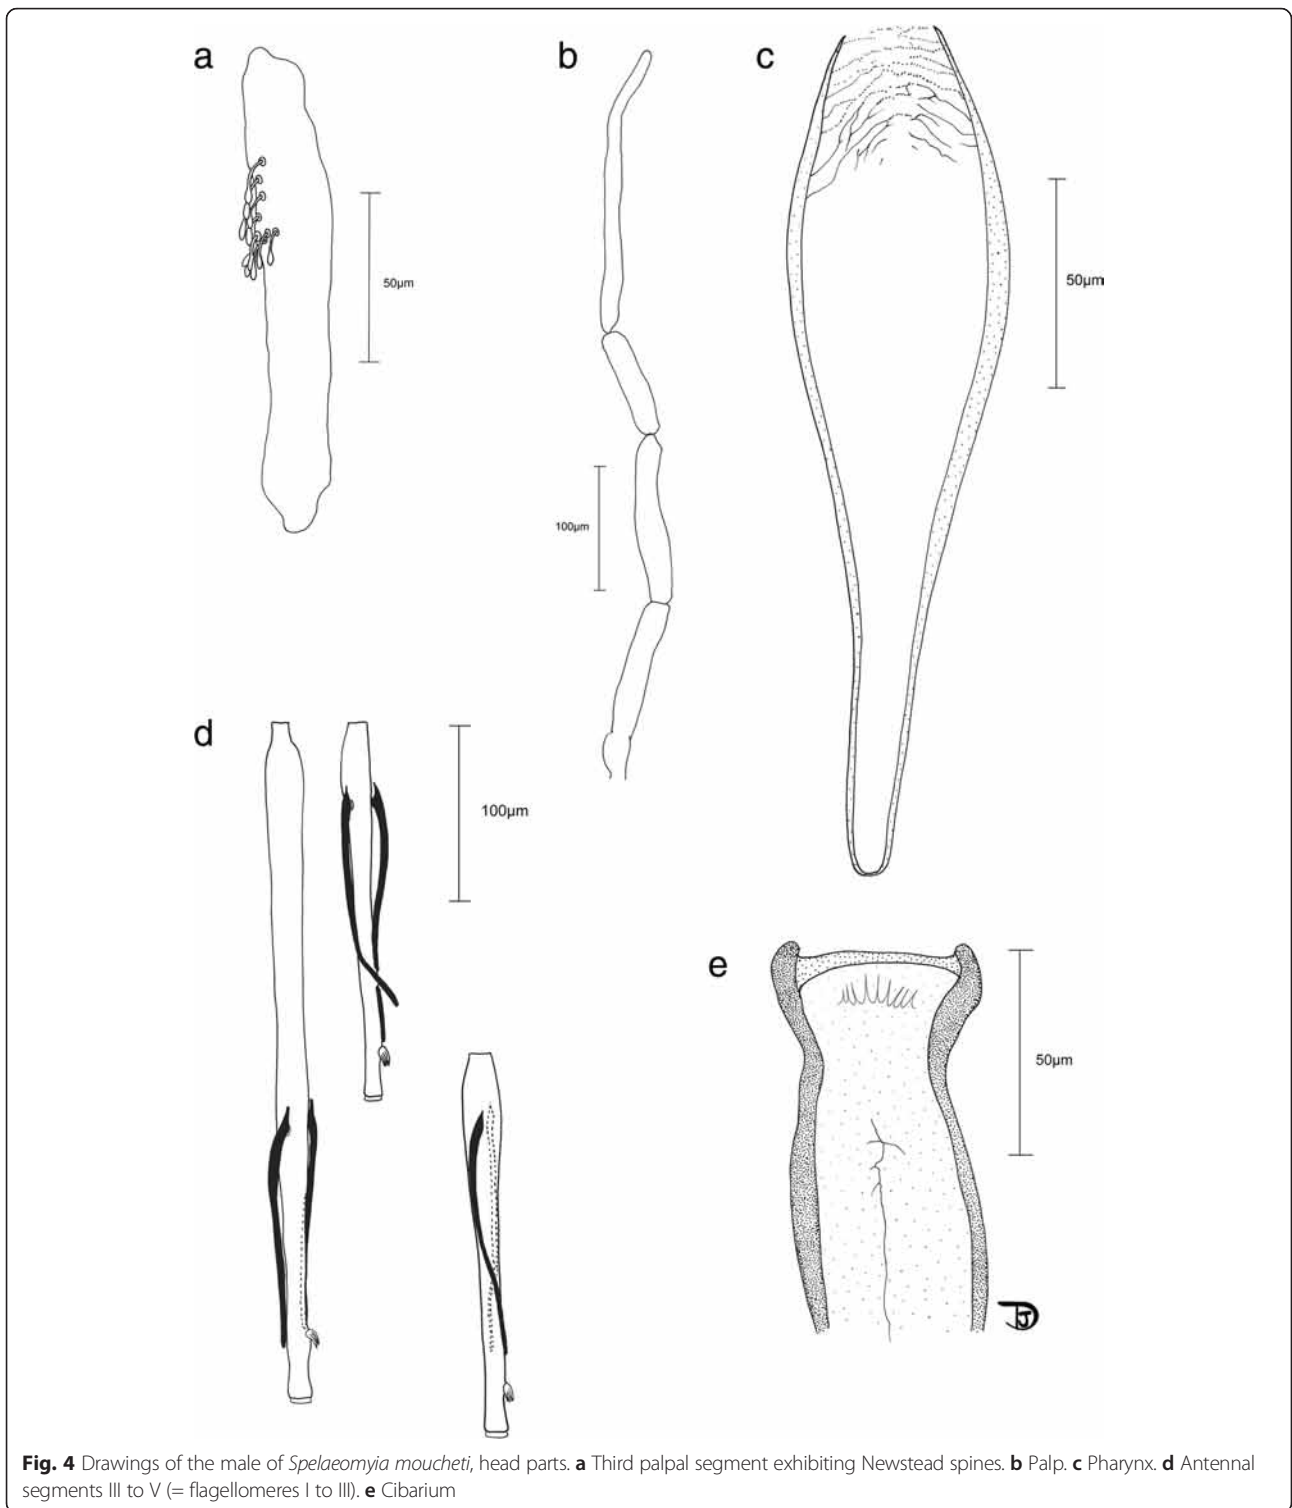 a
b
c
50µm
50µm
100µm
d
100µm
e
50µm
Fig. 4 Drawings of the male of Spelaeomyia moucheti, head parts. a Third palpal segment exhibiting Newstead spines. b Palp. c Pharynx. d Antennal
segments III to V (= flagellomeres I to III). e Cibarium